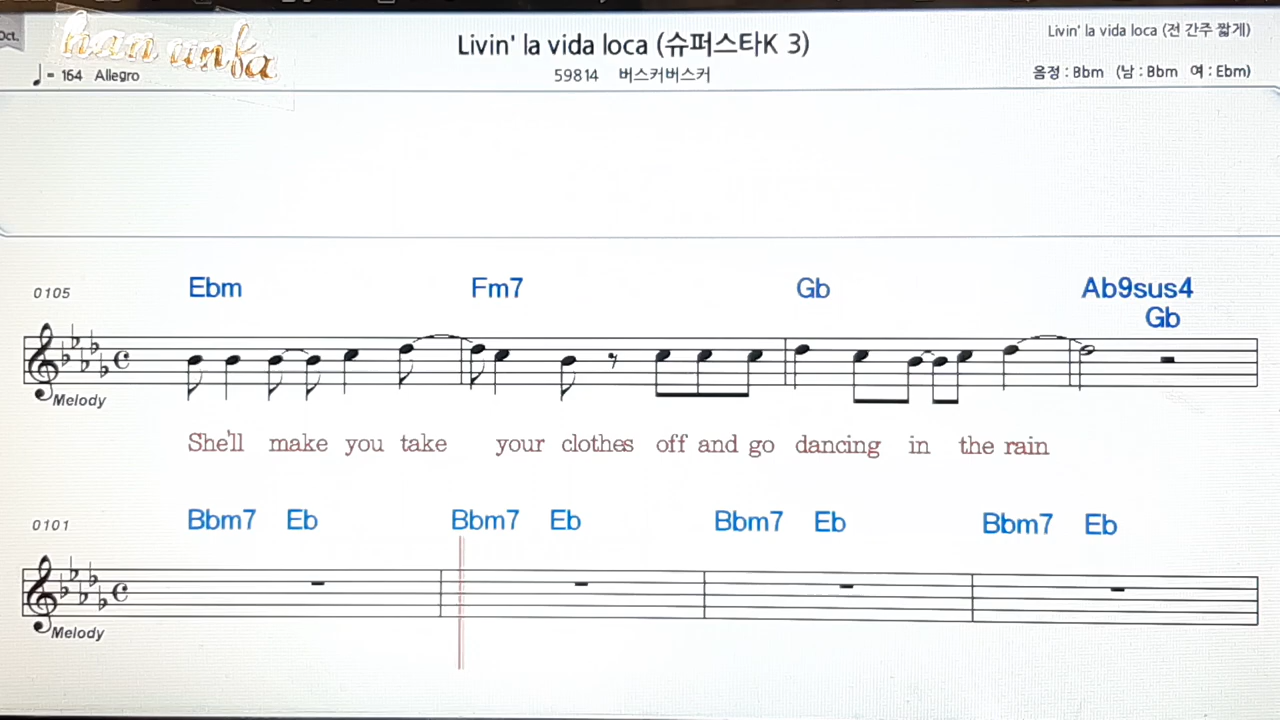 Oct.
han unfa
Livin' la vida loca (슈퍼스타K 3)
Livin' la vida loca (전 간주 짧게)
♩= 164 Allegro
59814 버스커버스커
음정 : Bbm (남 : Bbm 여 : Ebm)
0105 Ebm Fm7 Gb Ab9sus4
Gb
Melody
She'll make you take your clothes off and go dancing in the rain
0101 Bbm7 Eb Bbm7 Eb Bbm7 Eb Bbm7 Eb
Melody